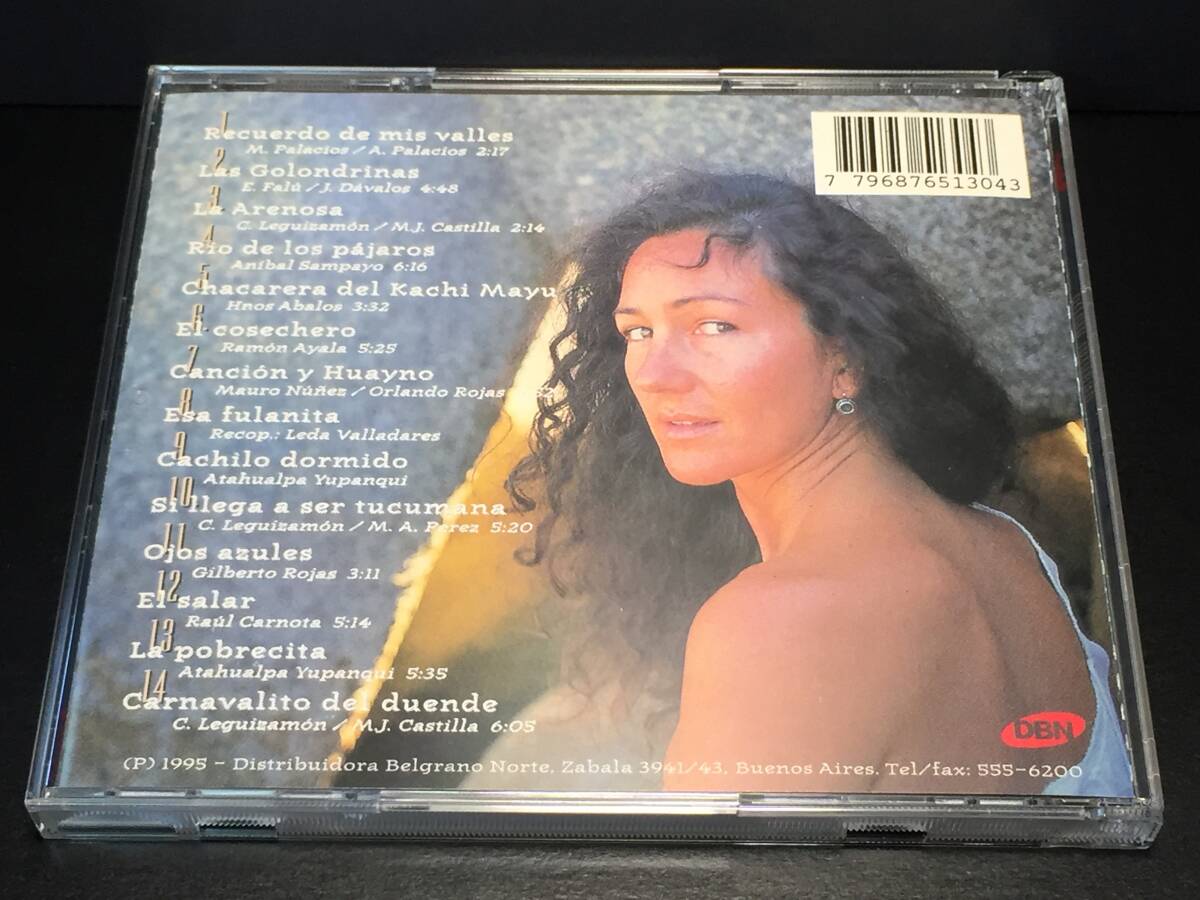 1
Recuerdo de mis valles
M. Palacios / A. Palacios 2:17
2
Las Golondrinas
E. Falú / J. Dávalos 4:48
3
La Arenosa
C. Leguizamón / M.J. Castilla 2:14
4
Río de los pájaros
Aníbal Sampayo 6:16
5
Chacarera del Kachi Mayu
Hnos Abalos 3:32
6
El cosechero
Ramón Ayala 5:25
7
Canción y Huayno
Mauro Núñez / Orlando Rojas
8
Esa fulanita
Recop.: Leda Valladares
9
Cachilo dormido
Atahualpa Yupanqui
10
Si llega a ser tucumana
C. Leguizamón / M. A. Perez 5:20
11
Ojos azules
Gilberto Rojas 3:11
12
El salar
Raúl Carnota 5:14
13
La pobrecita
Atahualpa Yupanqui 5:35
14
Carnavalito del duende
C. Leguizamón / M.J. Castilla 6:05
7 796876513043
DBN
(P) 1995 - Distribuidora Belgrano Norte, Zabala 3941/43, Buenos Aires. Tel/fax: 555-6200